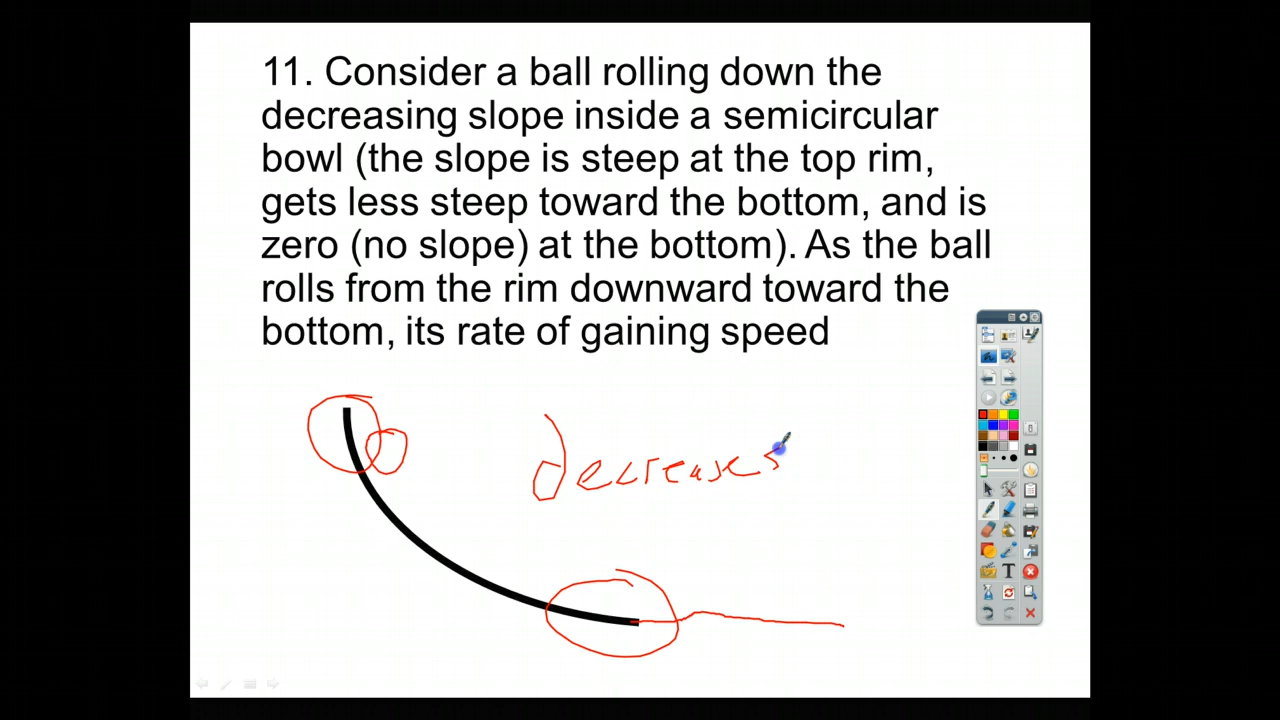 11. Consider a ball rolling down the
decreasing slope inside a semicircular
bowl (the slope is steep at the top rim,
gets less steep toward the bottom, and is
zero (no slope) at the bottom). As the ball
rolls from the rim downward toward the
bottom, its rate of gaining speed
decreases